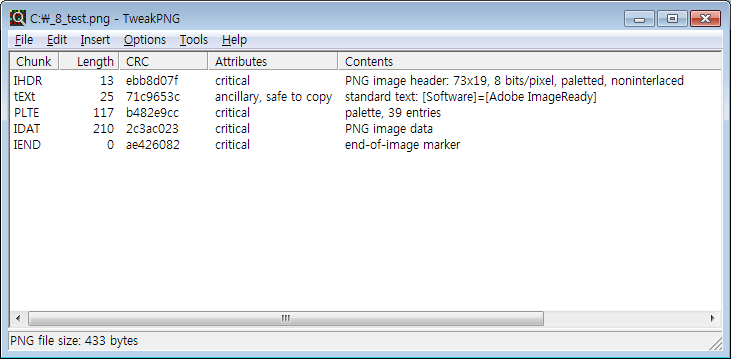 C:\_8_test.png - TweakPNG
File Edit Insert Options Tools Help
Chunk Length CRC Attributes Contents
IHDR 13 ebb8d07f critical PNG image header: 73x19, 8 bits/pixel, paletted, noninterlaced
tEXt 25 71c9653c ancillary, safe to copy standard text: [Software]=[Adobe ImageReady]
PLTE 117 b482e9cc critical palette, 39 entries
IDAT 210 2c3ac023 critical PNG image data
IEND 0 ae426082 critical end-of-image marker
PNG file size: 433 bytes